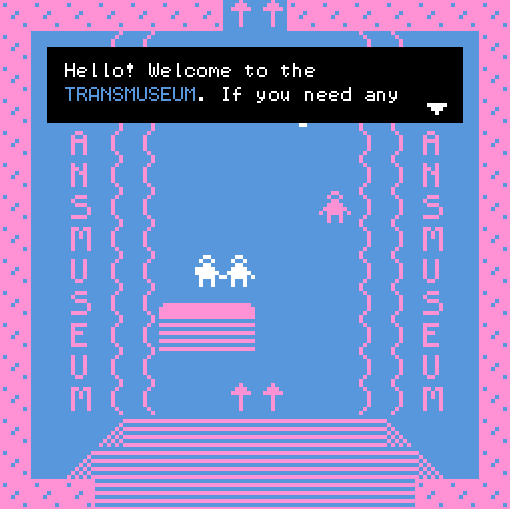 Hello! Welcome to the
TRANSMUSEUM. If you need any
ANSMUSEUM
ANSMUSEUM